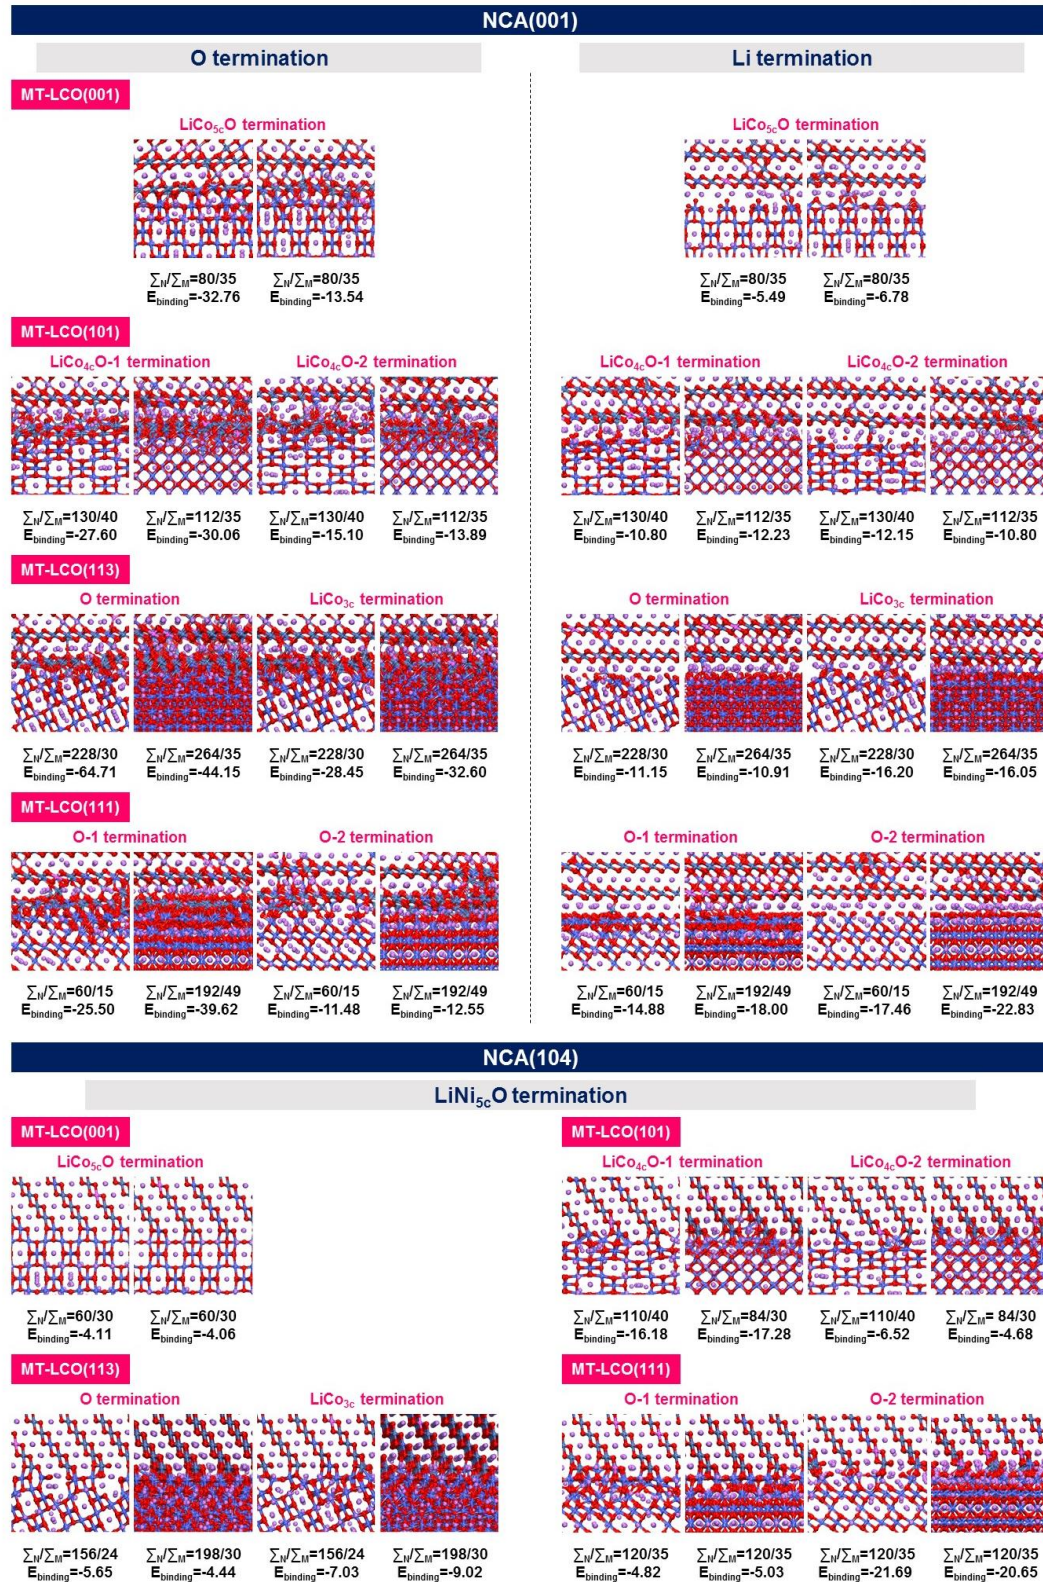 NCA(001)
O termination
Li termination
MT-LCO(001)
LiCo5cO termination
LiCo5cO termination
∑N/∑M=80/35 ∑N/∑M=80/35 ∑N/∑M=80/35 ∑N/∑M=80/35
Ebinding=-32.76 Ebinding=-13.54 Ebinding=-5.49 Ebinding=-6.78
MT-LCO(101)
LiCo4cO-1 termination LiCo4cO-2 termination LiCo4cO-1 termination LiCo4cO-2 termination
∑N/∑M=130/40 ∑N/∑M=112/35 ∑N/∑M=130/40 ∑N/∑M=112/35 ∑N/∑M=130/40 ∑N/∑M=112/35 ∑N/∑M=130/40 ∑N/∑M=112/35
Ebinding=-27.60 Ebinding=-30.06 Ebinding=-15.10 Ebinding=-13.89 Ebinding=-10.80 Ebinding=-12.23 Ebinding=-12.15 Ebinding=-10.80
MT-LCO(113)
O termination LiCo3c termination O termination LiCo3c termination
∑N/∑M=228/30 ∑N/∑M=264/35 ∑N/∑M=228/30 ∑N/∑M=264/35 ∑N/∑M=228/30 ∑N/∑M=264/35 ∑N/∑M=228/30 ∑N/∑M=264/35
Ebinding=-64.71 Ebinding=-44.15 Ebinding=-28.45 Ebinding=-32.60 Ebinding=-11.15 Ebinding=-10.91 Ebinding=-16.20 Ebinding=-16.05
MT-LCO(111)
O-1 termination O-2 termination O-1 termination O-2 termination
∑N/∑M=60/15 ∑N/∑M=192/49 ∑N/∑M=60/15 ∑N/∑M=192/49 ∑N/∑M=60/15 ∑N/∑M=192/49 ∑N/∑M=60/15 ∑N/∑M=192/49
Ebinding=-25.50 Ebinding=-39.62 Ebinding=-11.48 Ebinding=-12.55 Ebinding=-14.88 Ebinding=-18.00 Ebinding=-17.46 Ebinding=-22.83
NCA(104)
LiNi5cO termination
MT-LCO(001) MT-LCO(101)
LiCo5cO termination LiCo4cO-1 termination LiCo4cO-2 termination
∑N/∑M=60/30 ∑N/∑M=60/30 ∑N/∑M=110/40 ∑N/∑M=84/30 ∑N/∑M=110/40 ∑N/∑M= 84/30
Ebinding=-4.11 Ebinding=-4.06 Ebinding=-16.18 Ebinding=-17.28 Ebinding=-6.52 Ebinding=-4.68
MT-LCO(113) MT-LCO(111)
O termination LiCo3c termination O-1 termination O-2 termination
∑N/∑M=156/24 ∑N/∑M=198/30 ∑N/∑M=156/24 ∑N/∑M=198/30 ∑N/∑M=120/35 ∑N/∑M=120/35 ∑N/∑M=120/35 ∑N/∑M=120/35
Ebinding=-5.65 Ebinding=-4.44 Ebinding=-7.03 Ebinding=-9.02 Ebinding=-4.82 Ebinding=-5.03 Ebinding=-21.69 Ebinding=-20.65